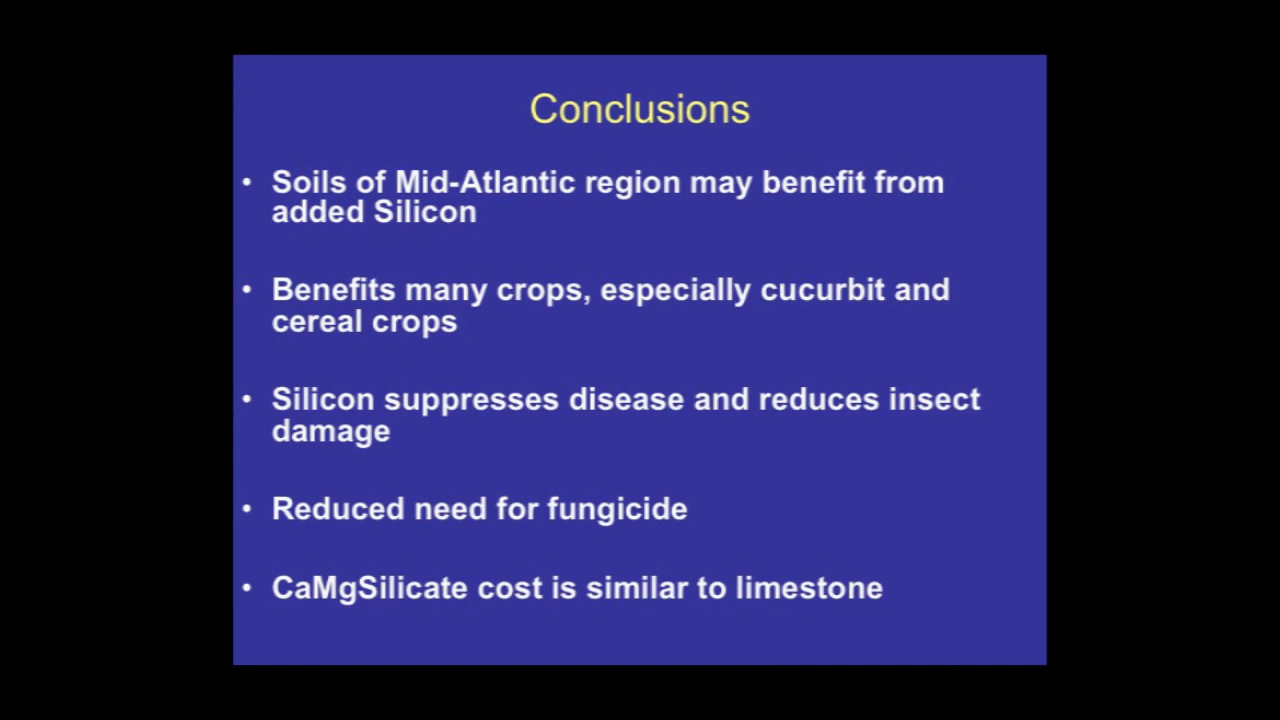 Conclusions
• Soils of Mid-Atlantic region may benefit from
added Silicon
• Benefits many crops, especially cucurbit and
cereal crops
• Silicon suppresses disease and reduces insect
damage
• Reduced need for fungicide
• CaMgSilicate cost is similar to limestone